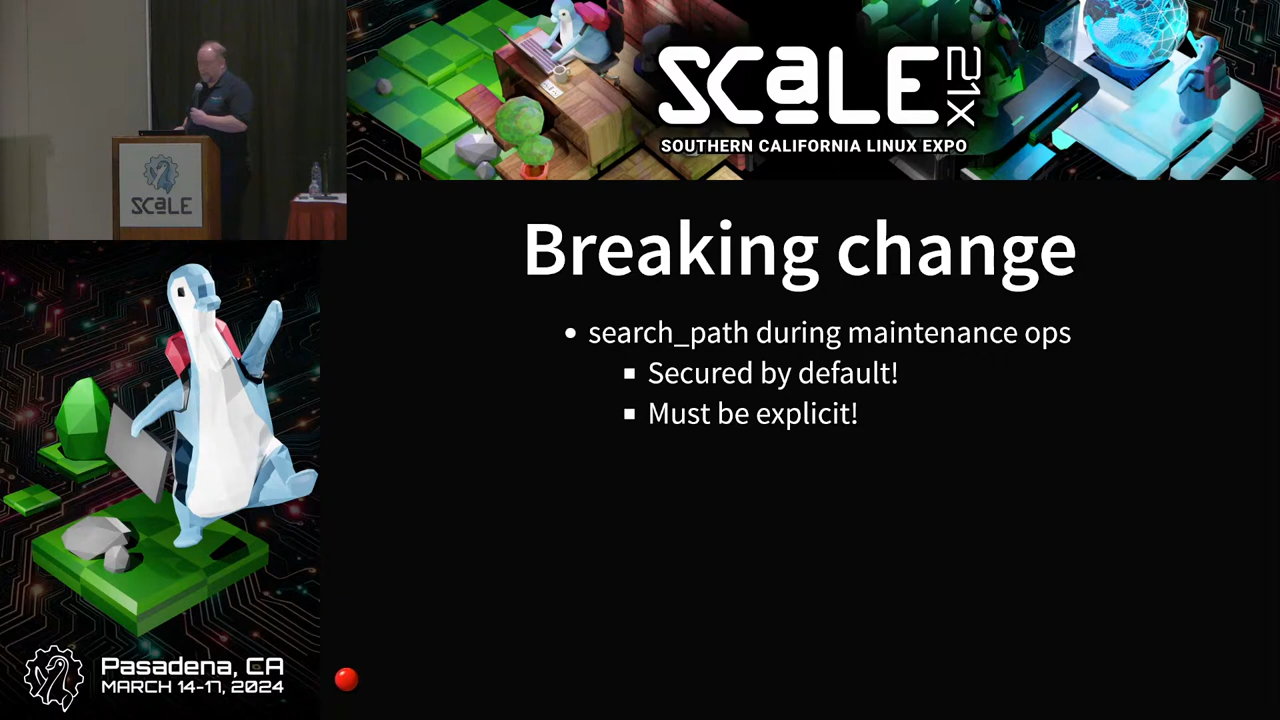 SCaLE 21X
SOUTHERN CALIFORNIA LINUX EXPO
SCaLE
Breaking change
• search_path during maintenance ops
▪ Secured by default!
▪ Must be explicit!
Pasadena, CA
MARCH 14-17, 2024